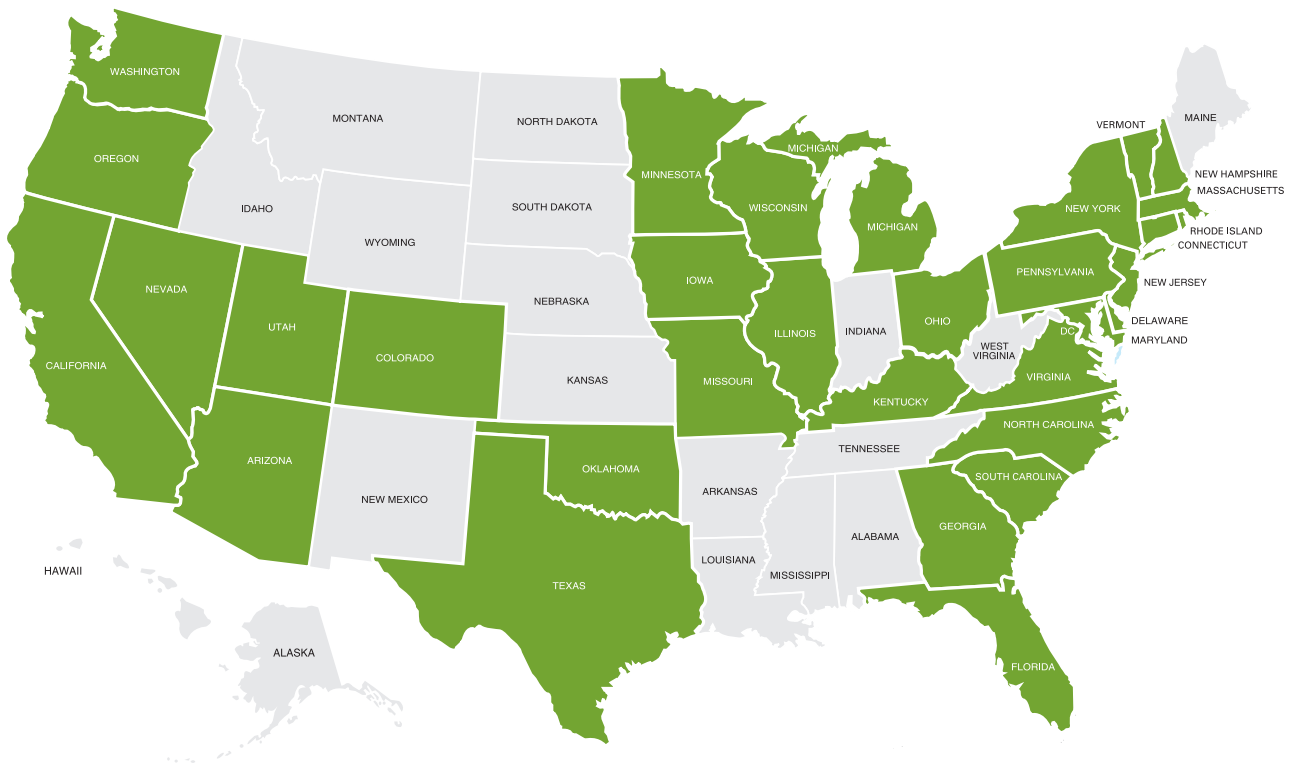 WASHINGTON
MONTANA
NORTH DAKOTA
MAINE
VERMONT
OREGON
MICHIGAN
MINNESOTA
NEW HAMPSHIRE
MASSACHUSETTS
IDAHO
SOUTH DAKOTA
WISCONSIN
NEW YORK
WYOMING
MICHIGAN
RHODE ISLAND
CONNECTICUT
NEVADA
NEBRASKA
IOWA
PENNSYLVANIA
NEW JERSEY
UTAH
ILLINOIS
INDIANA
OHIO
DELAWARE
DC
MARYLAND
CALIFORNIA
COLORADO
WEST
VIRGINIA
KANSAS
MISSOURI
VIRGINIA
KENTUCKY
NORTH CAROLINA
ARIZONA
OKLAHOMA
TENNESSEE
SOUTH CAROLINA
NEW MEXICO
ARKANSAS
GEORGIA
ALABAMA
HAWAII
TEXAS
LOUISIANA
MISSISSIPPI
ALASKA
FLORIDA